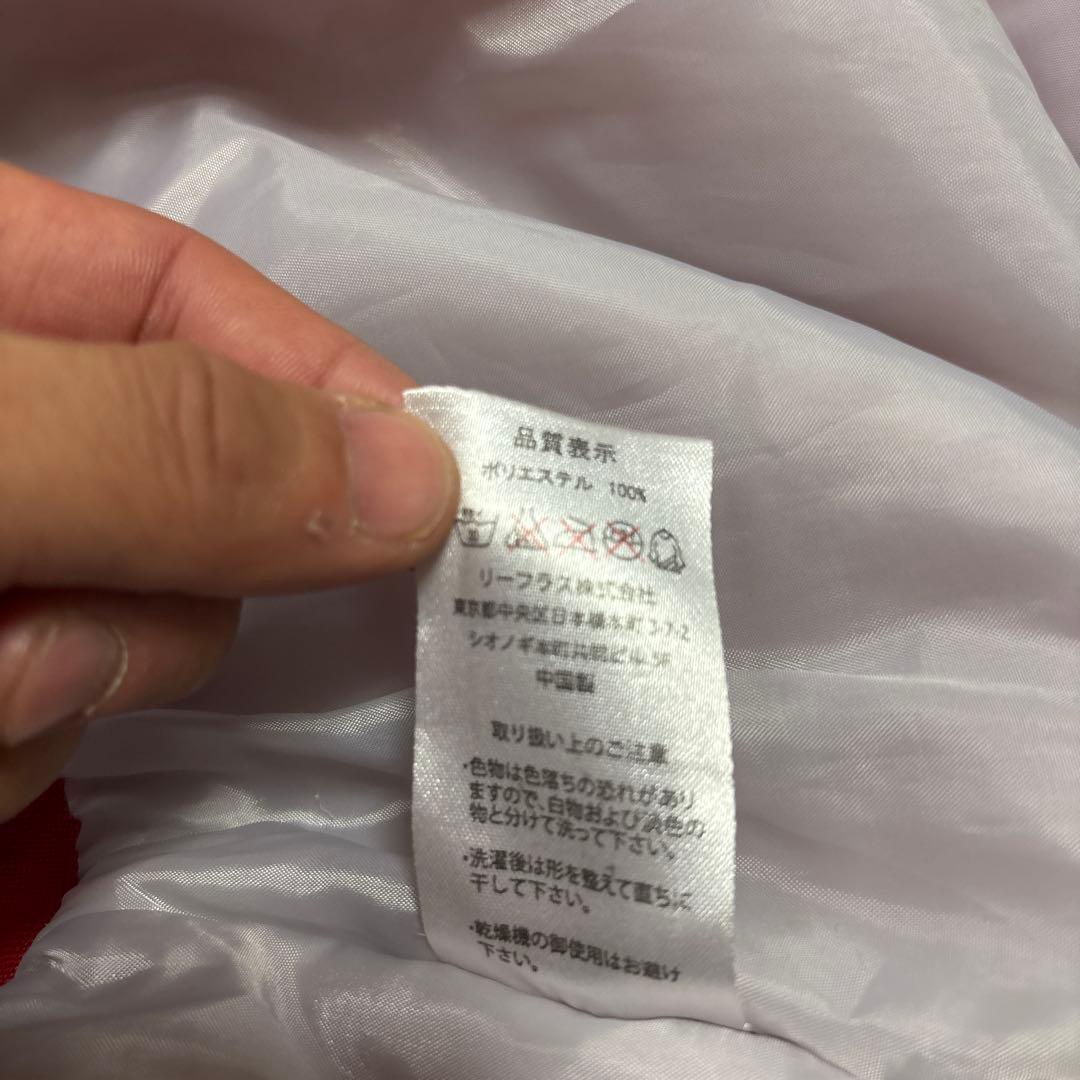 品質表示
ポリエステル 100%
リーフラス株式会社
東京都中央区日本橋本町3-7-2
シオノギ本町共同ビル
中国製
取り扱い上のご注意
・色物は色落ちの恐れがあり
ますので、白物および淡色の
物と分けて洗って下さい。
・洗濯後は形を整えて直ちに
干して下さい。
・乾燥機の御使用はお避け
下さい。